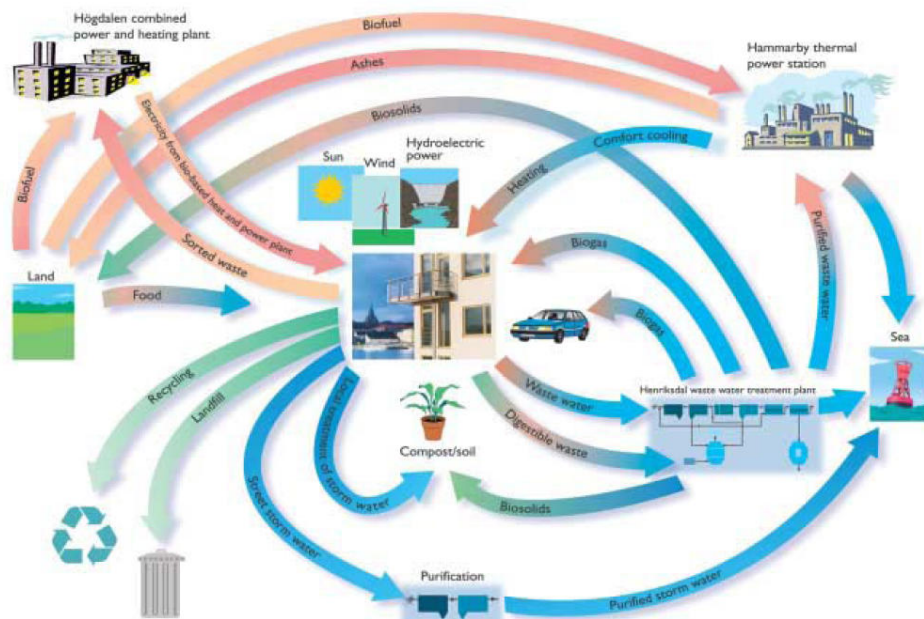 Högdalen combined
power and heating plant
Biofuel
Hammarby thermal
power station
Ashes
Biosolids
Electricity from bio-based heat and power plant
Comfort cooling
Heating
Hydroelectric
power
Sun
Wind
Biofuel
Sorted waste
Purified waste water
Land
Food
Biogas
Biogas
Sea
Recycling
Landfill
Waste water
Henriksdal waste water treatment plant
Digestible waste
Local treatment of storm water
Compost/soil
Biosolids
Street storm water
Purification
Purified storm water